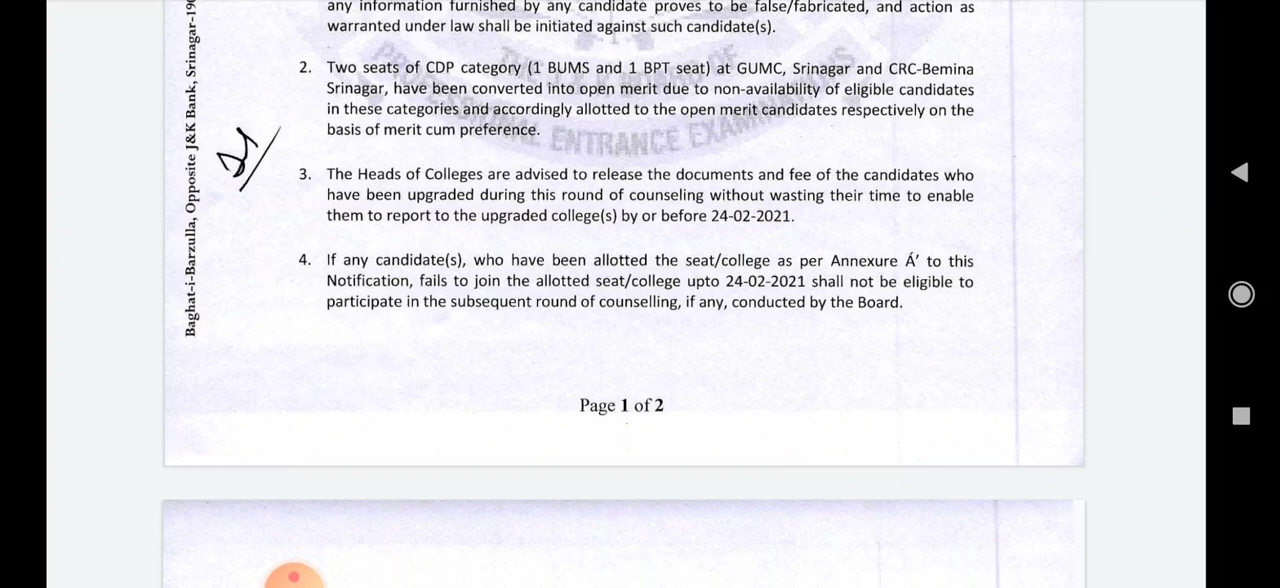 any information furnished by any candidate proves to be false/fabricated, and action as
warranted under law shall be initiated against such candidate(s).
2. Two seats of CDP category (1 BUMS and 1 BPT seat) at GUMC, Srinagar and CRC-Bemina
Srinagar, have been converted into open merit due to non-availability of eligible candidates
in these categories and accordingly allotted to the open merit candidates respectively on the
basis of merit cum preference.
3. The Heads of Colleges are advised to release the documents and fee of the candidates who
have been upgraded during this round of counseling without wasting their time to enable
them to report to the upgraded college(s) by or before 24-02-2021.
4. If any candidate(s), who have been allotted the seat/college as per Annexure Á’ to this
Notification, fails to join the allotted seat/college upto 24-02-2021 shall not be eligible to
participate in the subsequent round of counselling, if any, conducted by the Board.
Page 1 of 2
Baghat-i-Barzulla, Opposite J&K Bank, Srinagar-19
ENTRANCE EXAMINATIONS